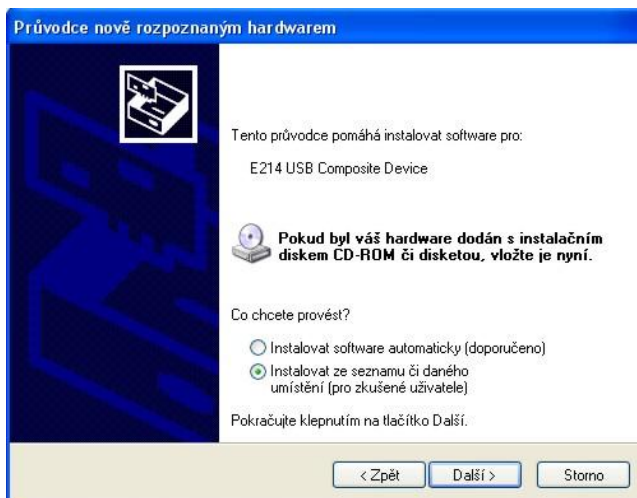 Průvodce nově rozpoznaným hardwarem
Tento průvodce pomáhá instalovat software pro:
E214 USB Composite Device
Pokud byl váš hardware dodán s instalačním
diskem CD-ROM či disketou, vložte je nyní.
Co chcete provést?
Instalovat software automaticky (doporučeno)
Instalovat ze seznamu či daného
umístění (pro zkušené uživatele)
Pokračujte klepnutím na tlačítko Další.
< Zpět
Další >
Storno